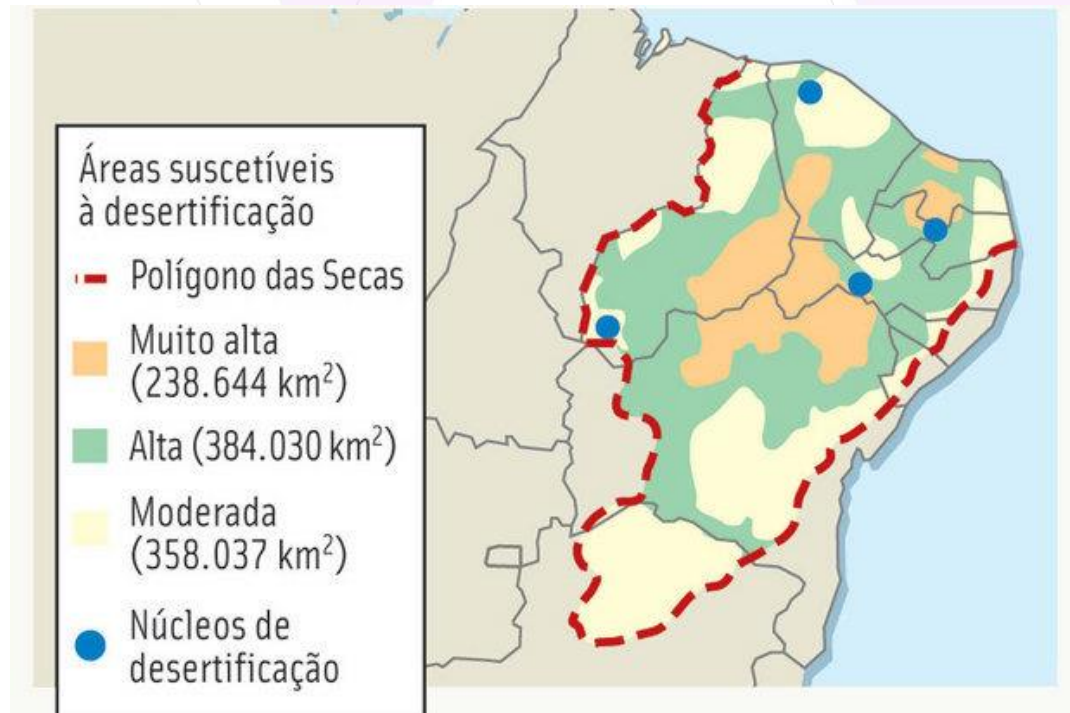 Áreas suscetíveis
à desertificação
Polígono das Secas
Muito alta
(238.644 km²)
Alta (384.030 km²)
Moderada
(358.037 km²)
Núcleos de
desertificação